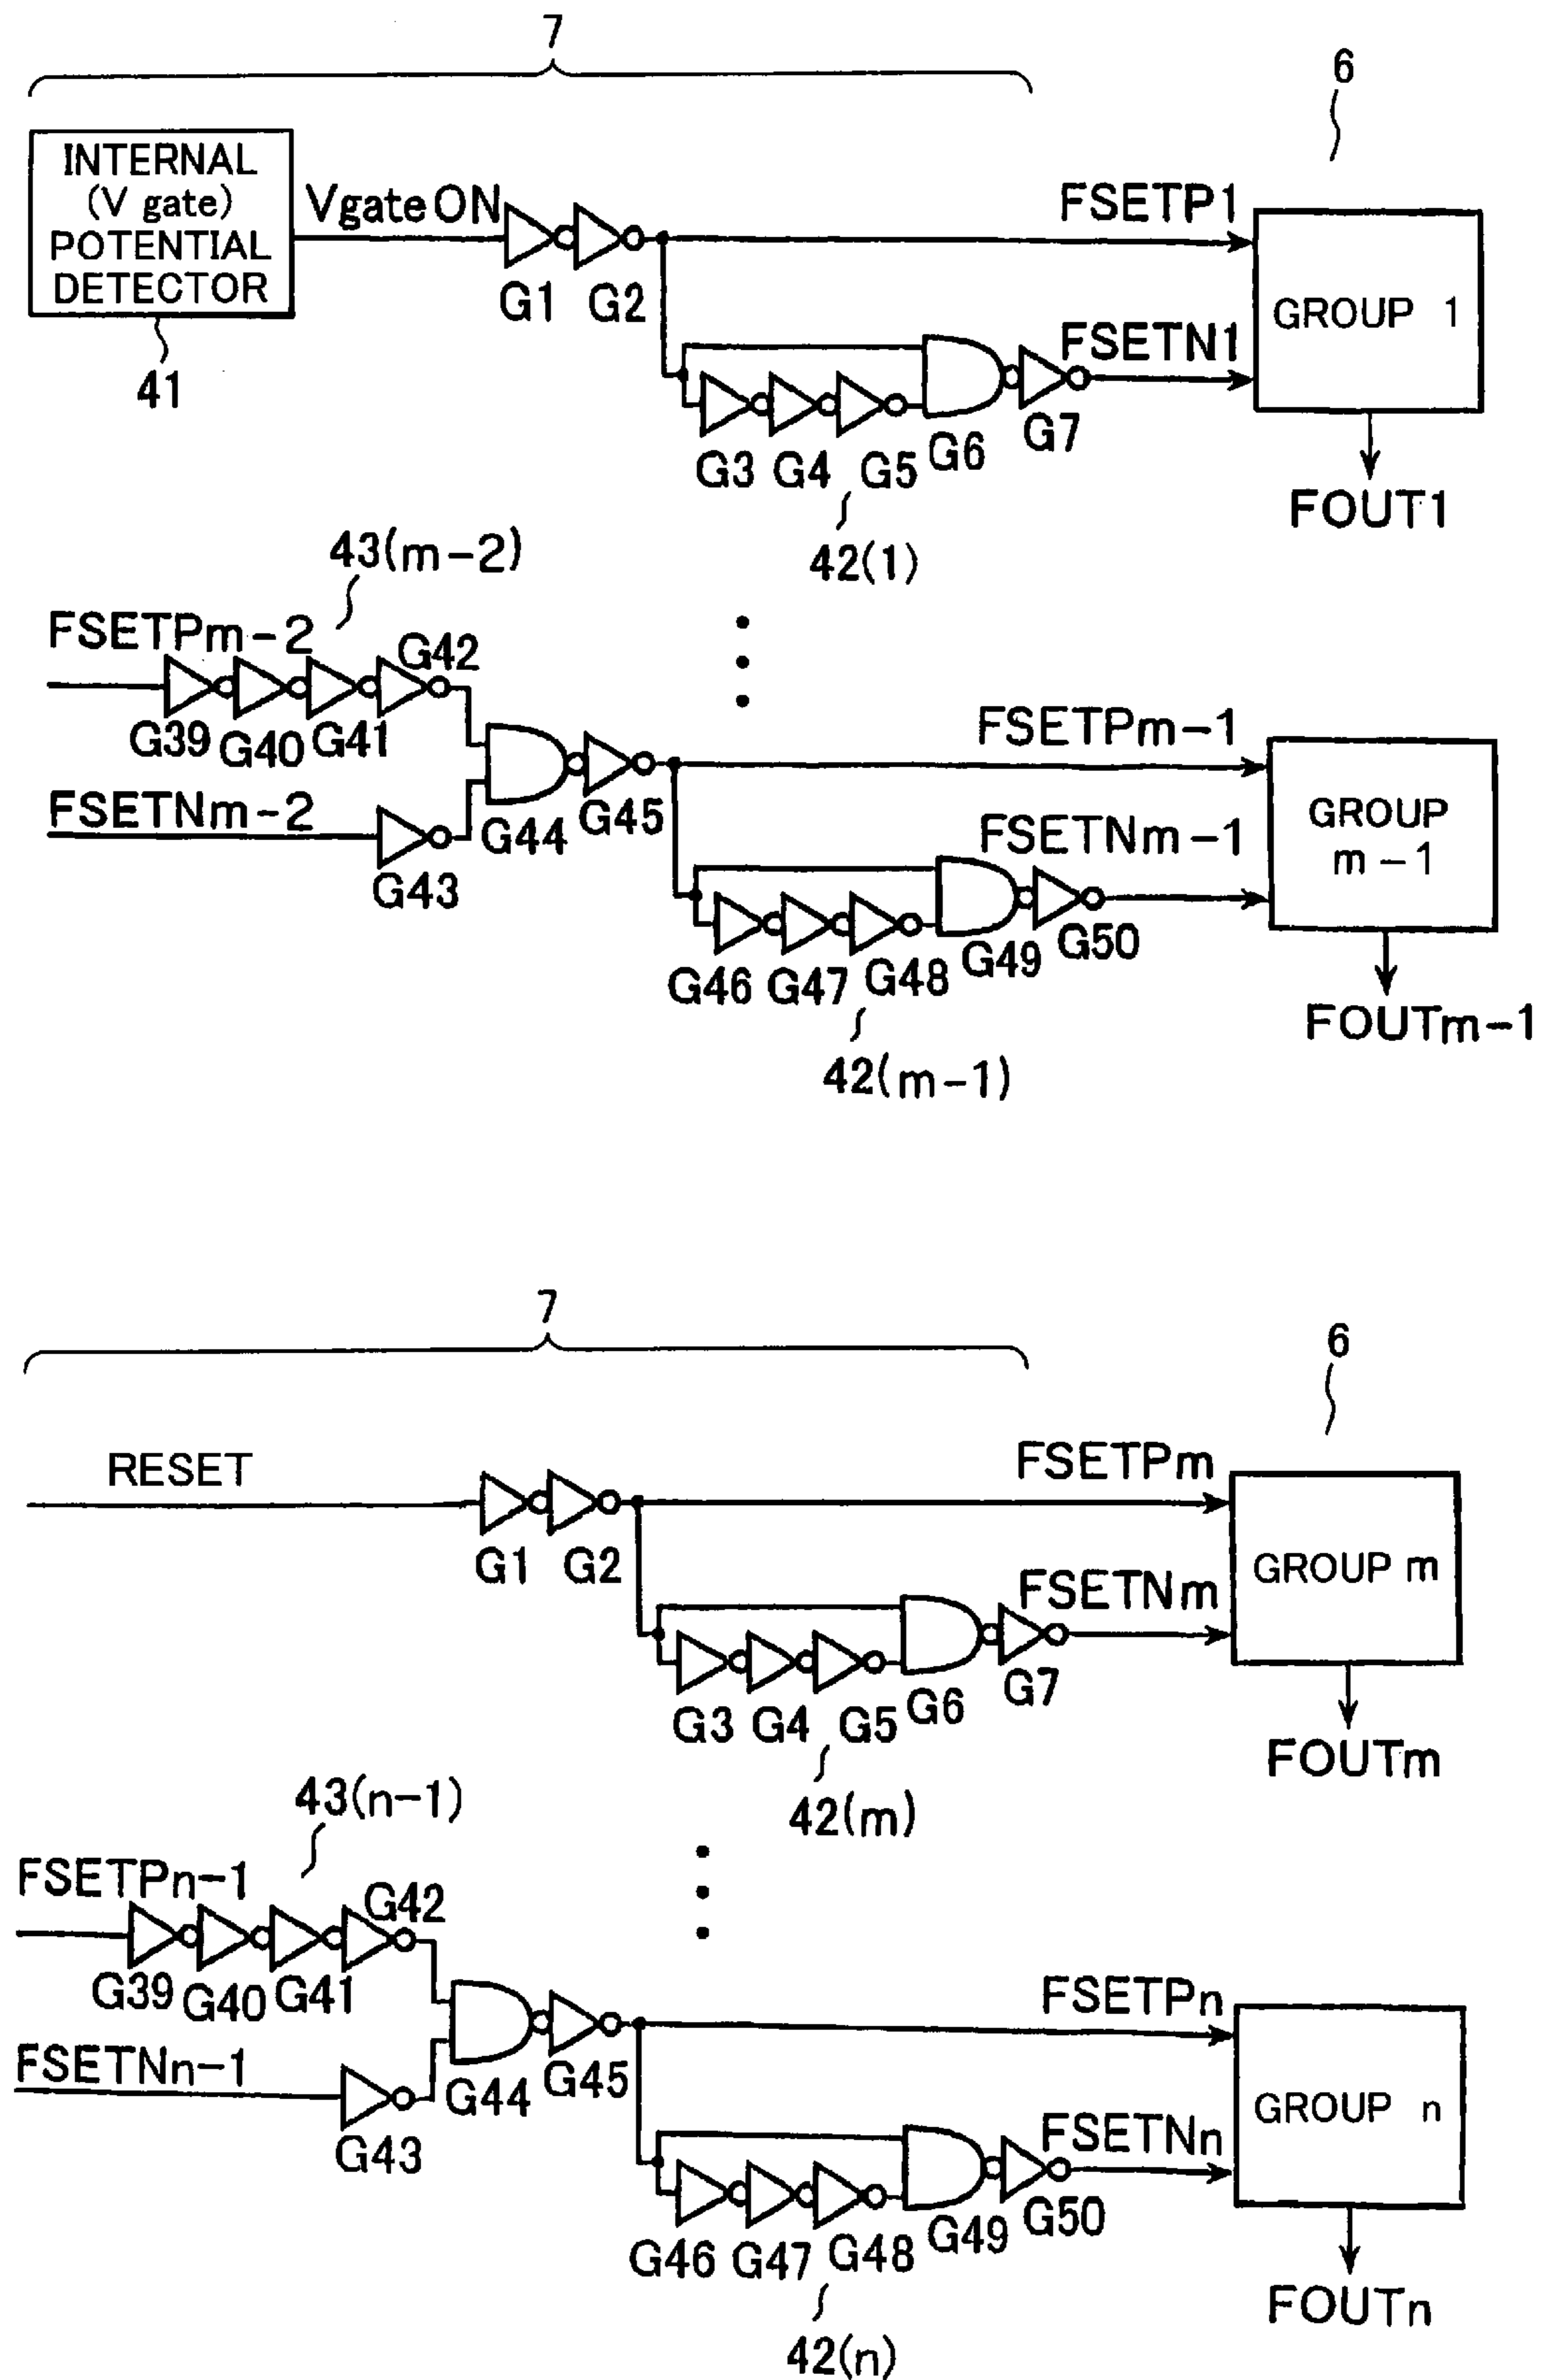 7
6
INTERNAL
(V gate)
POTENTIAL
DETECTOR
41
VgateON
G1
G2
FSETP1
FSETN1
GROUP 1
G3
G4
G5
G6
G7
42(1)
FOUT1
43(m-2)
FSETPm-2
G42
G39
G40
G41
FSETNm-2
G43
G44
G45
FSETPm-1
FSETNm-1
GROUP
m-1
G46
G47
G48
G49
G50
42(m-1)
FOUTm-1
7
6
RESET
G1
G2
FSETPm
FSETNm
GROUP m
G3
G4
G5
G6
G7
42(m)
FOUTm
43(n-1)
FSETPn-1
G42
G39
G40
G41
FSETNn-1
G43
G44
G45
FSETPn
FSETNn
GROUP n
G46
G47
G48
G49
G50
42(n)
FOUTn